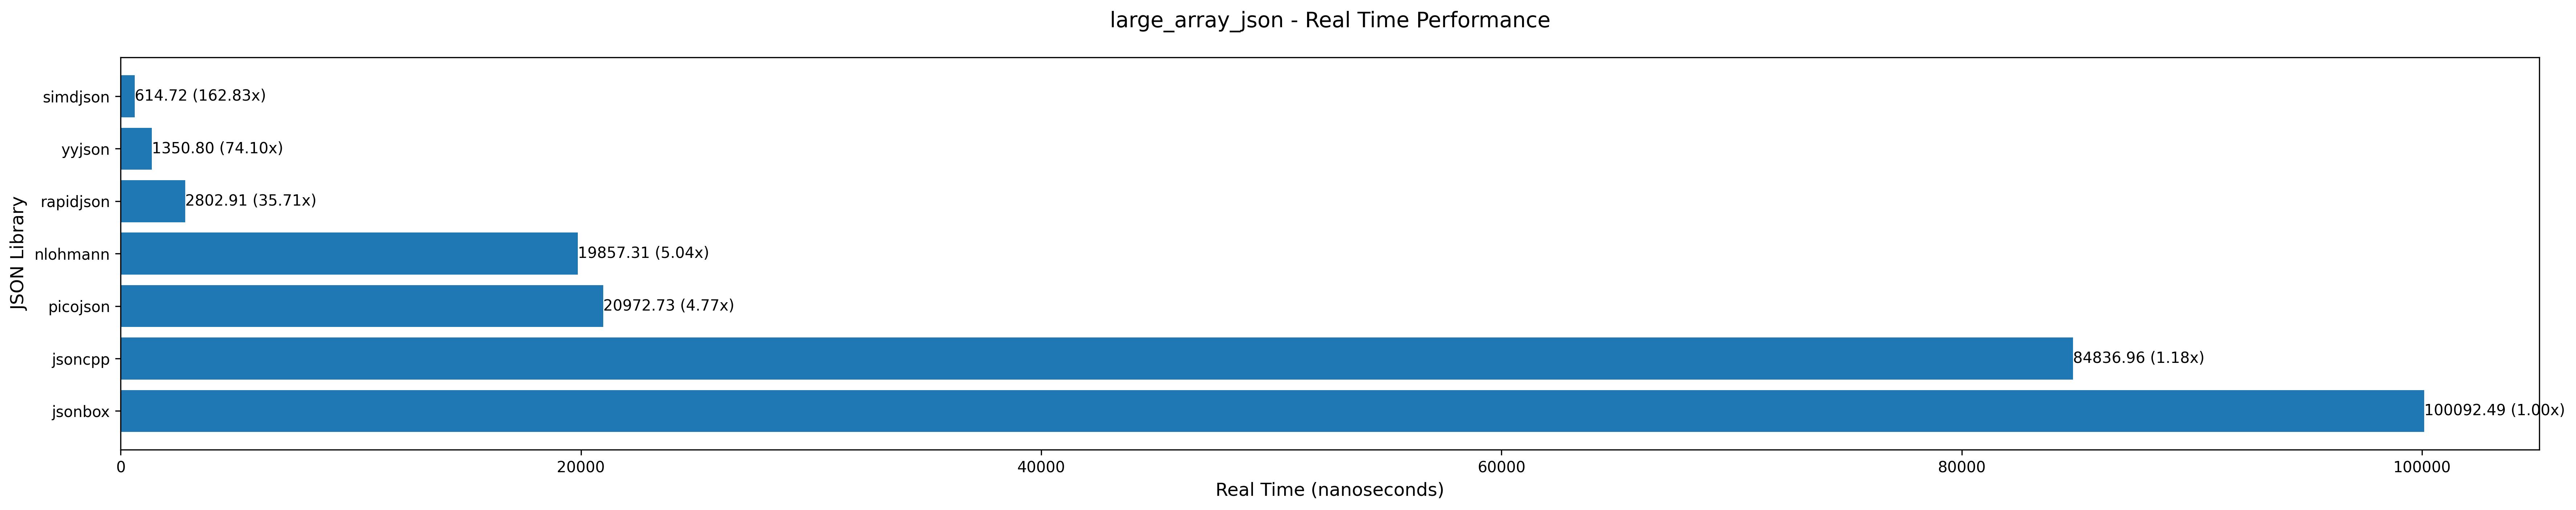 large_array_json - Real Time Performance
JSON Library
simdjson 614.72 (162.83x)
yyjson 1350.80 (74.10x)
rapidjson 2802.91 (35.71x)
nlohmann 19857.31 (5.04x)
picojson 20972.73 (4.77x)
jsoncpp 84836.96 (1.18x)
jsonbox 100092.49 (1.00x)
0 20000 40000 60000 80000 100000
Real Time (nanoseconds)